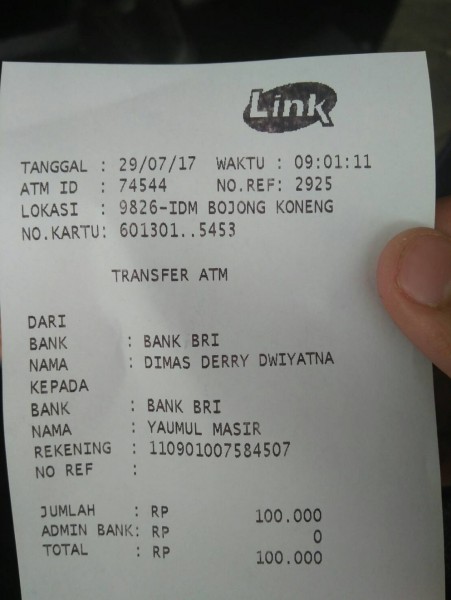 Link
TANGGAL : 29/07/17 WAKTU : 09:01:11
ATM ID : 74544 NO.REF: 2925
LOKASI : 9826-IDM BOJONG KONENG
NO.KARTU: 601301..5453
TRANSFER ATM
DARI
BANK : BANK BRI
NAMA : DIMAS DERRY DWIYATNA
KEPADA
BANK : BANK BRI
NAMA : YAUMUL MASIR
REKENING : 110901007584507
NO REF :
JUMLAH : RP 100.000
ADMIN BANK: RP 0
TOTAL : RP 100.000